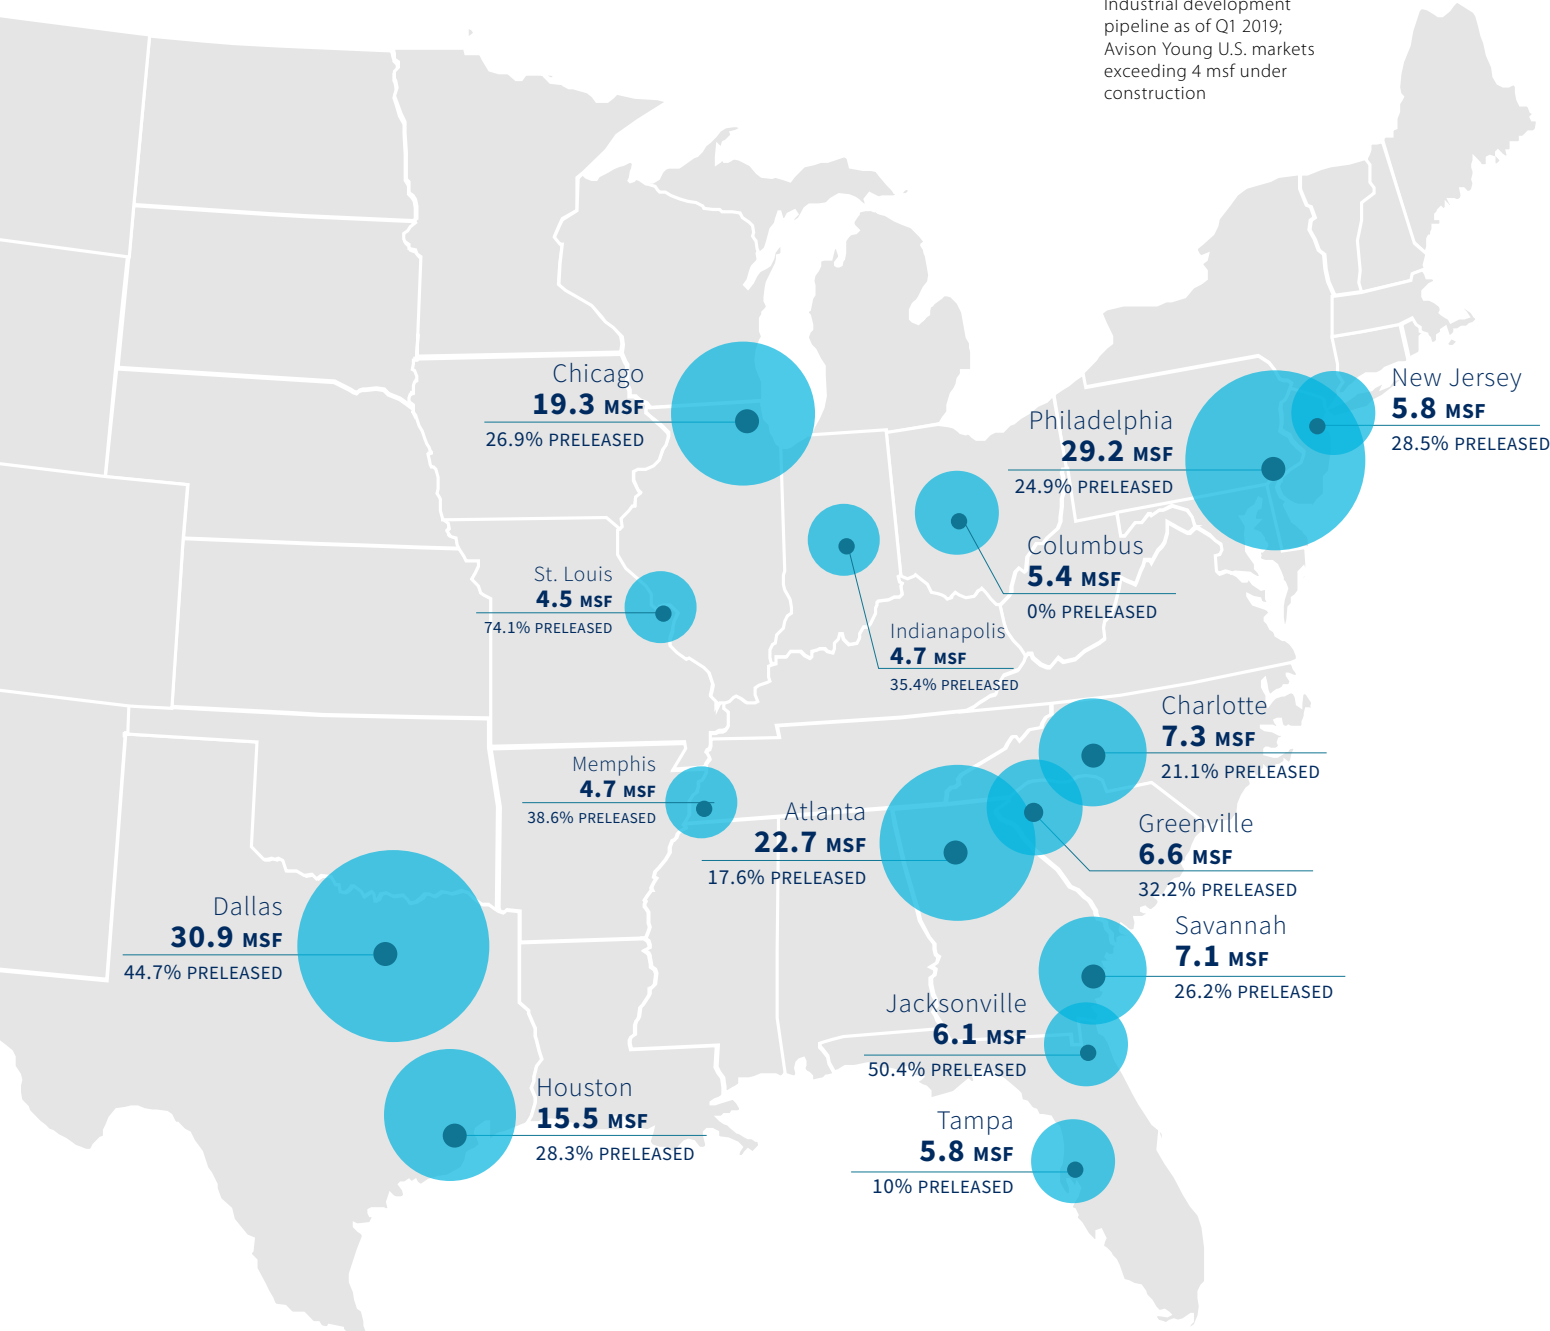 Industrial development
pipeline as of Q1 2019;
Avison Young U.S. markets
exceeding 4 msf under
construction
Chicago
19.3 MSF
26.9% PRELEASED
New Jersey
5.8 MSF
28.5% PRELEASED
Philadelphia
29.2 MSF
24.9% PRELEASED
Columbus
5.4 MSF
0% PRELEASED
St. Louis
4.5 MSF
74.1% PRELEASED
Indianapolis
4.7 MSF
35.4% PRELEASED
Charlotte
7.3 MSF
21.1% PRELEASED
Memphis
4.7 MSF
38.6% PRELEASED
Atlanta
22.7 MSF
17.6% PRELEASED
Greenville
6.6 MSF
32.2% PRELEASED
Dallas
30.9 MSF
44.7% PRELEASED
Savannah
7.1 MSF
26.2% PRELEASED
Jacksonville
6.1 MSF
50.4% PRELEASED
Houston
15.5 MSF
28.3% PRELEASED
Tampa
5.8 MSF
10% PRELEASED